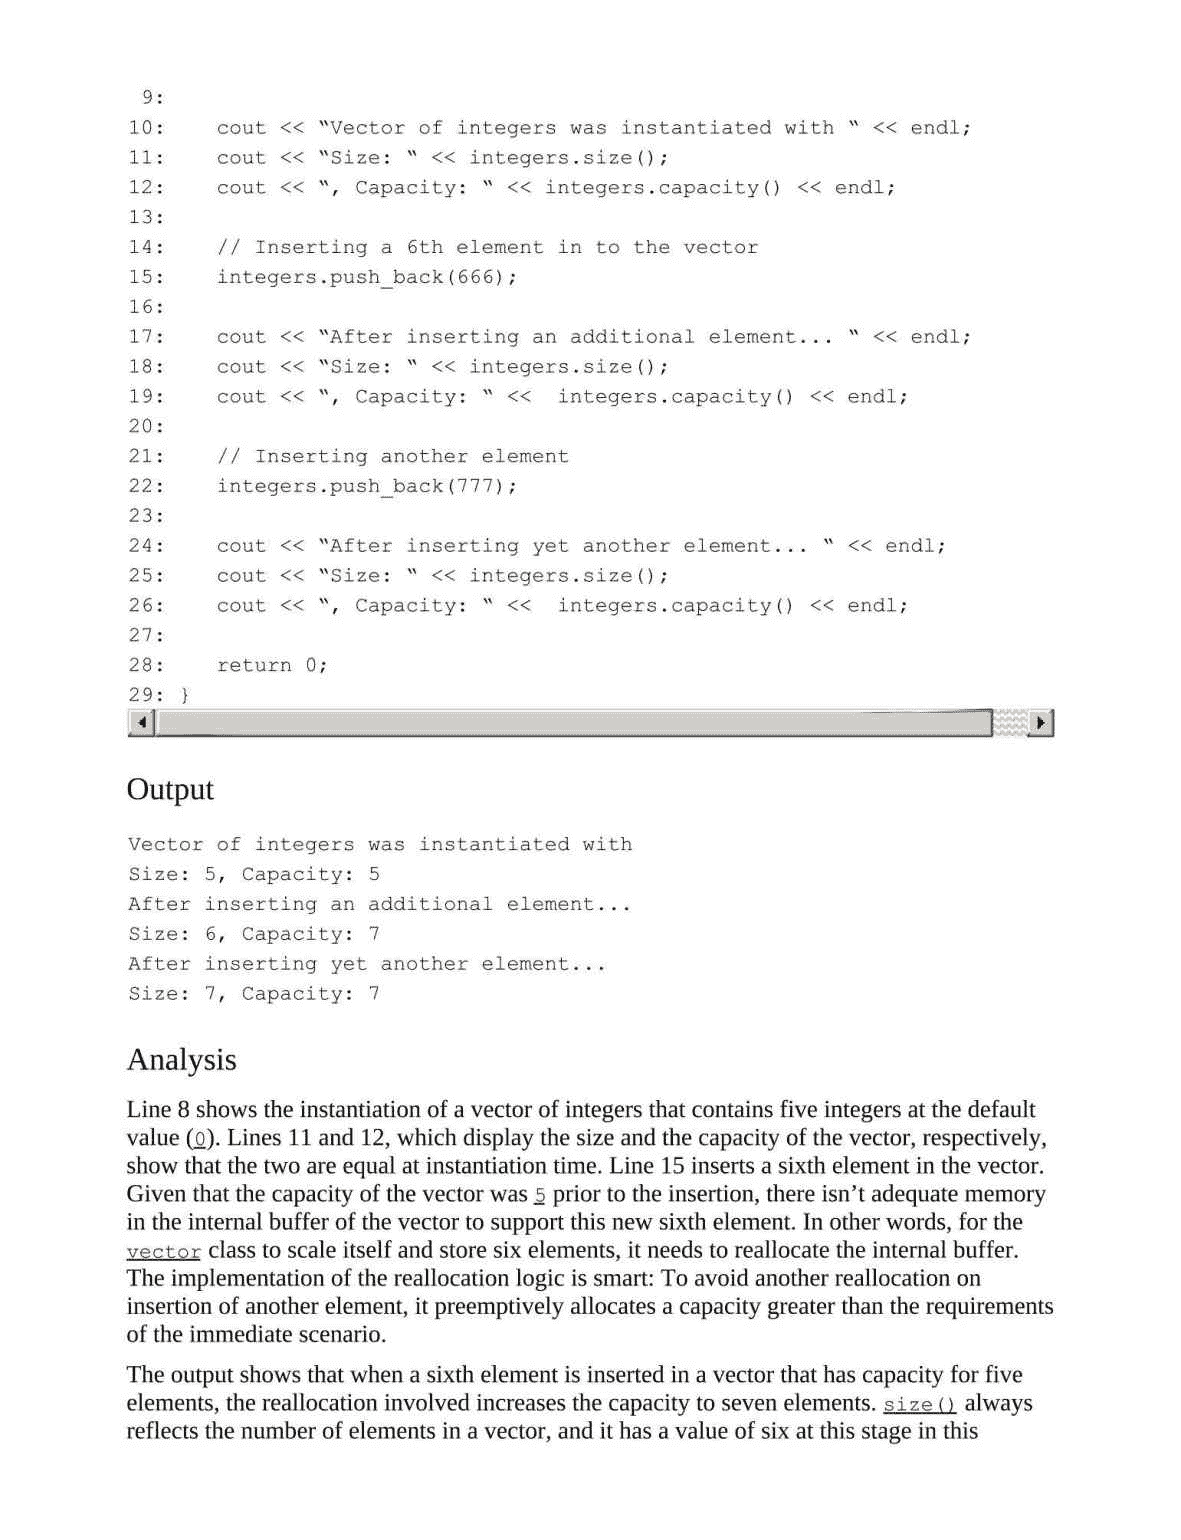 9:
10:    cout << “Vector of integers was instantiated with “ << endl;
11:    cout << “Size: “ << integers.size();
12:    cout << “, Capacity: “ << integers.capacity() << endl;
13:
14:    // Inserting a 6th element in to the vector
15:    integers.push_back(666);
16:
17:    cout << “After inserting an additional element... “ << endl;
18:    cout << “Size: “ << integers.size();
19:    cout << “, Capacity: “ <<  integers.capacity() << endl;
20:
21:    // Inserting another element
22:    integers.push_back(777);
23:
24:    cout << “After inserting yet another element... “ << endl;
25:    cout << “Size: “ << integers.size();
26:    cout << “, Capacity: “ <<  integers.capacity() << endl;
27:
28:    return 0;
29: }
Output
Vector of integers was instantiated with
Size: 5, Capacity: 5
After inserting an additional element...
Size: 6, Capacity: 7
After inserting yet another element...
Size: 7, Capacity: 7
Analysis
Line 8 shows the instantiation of a vector of integers that contains five integers at the default
value (0). Lines 11 and 12, which display the size and the capacity of the vector, respectively,
show that the two are equal at instantiation time. Line 15 inserts a sixth element in the vector.
Given that the capacity of the vector was 5 prior to the insertion, there isn’t adequate memory
in the internal buffer of the vector to support this new sixth element. In other words, for the
vector class to scale itself and store six elements, it needs to reallocate the internal buffer.
The implementation of the reallocation logic is smart: To avoid another reallocation on
insertion of another element, it preemptively allocates a capacity greater than the requirements
of the immediate scenario.
The output shows that when a sixth element is inserted in a vector that has capacity for five
elements, the reallocation involved increases the capacity to seven elements. size() always
reflects the number of elements in a vector, and it has a value of six at this stage in this